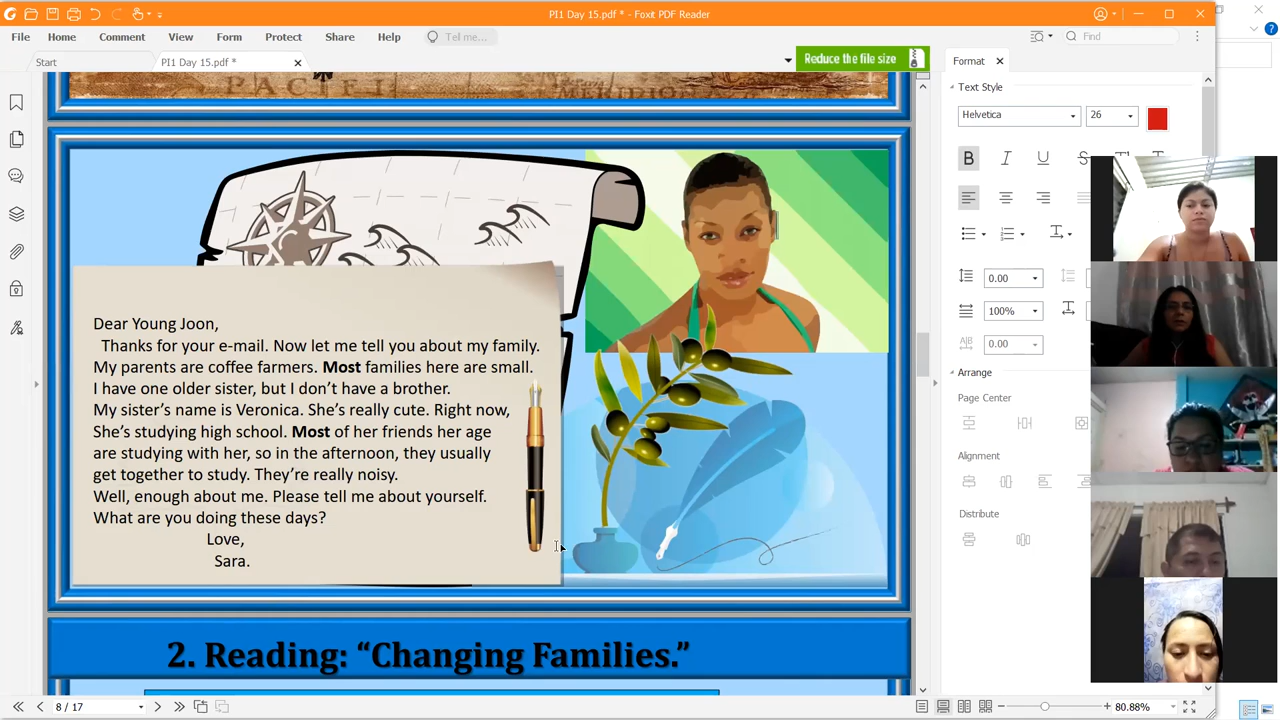 PI1 Day 15.pdf * - Foxit PDF Reader
File Home Comment View Form Protect Share Help Tell me... Find
Start PI1 Day 15.pdf * Reduce the file size
Format
Text Style
Helvetica 26
0.00
100%
0.00
Arrange
Page Center
Alignment
Distribute
Dear Young Joon,
Thanks for your e-mail. Now let me tell you about my family.
My parents are coffee farmers. Most families here are small.
I have one older sister, but I don't have a brother.
My sister's name is Veronica. She's really cute. Right now,
She's studying high school. Most of her friends her age
are studying with her, so in the afternoon, they usually
get together to study. They're really noisy.
Well, enough about me. Please tell me about yourself.
What are you doing these days?
Love,
Sara.
2. Reading: “Changing Families.”
8 / 17
80.88%